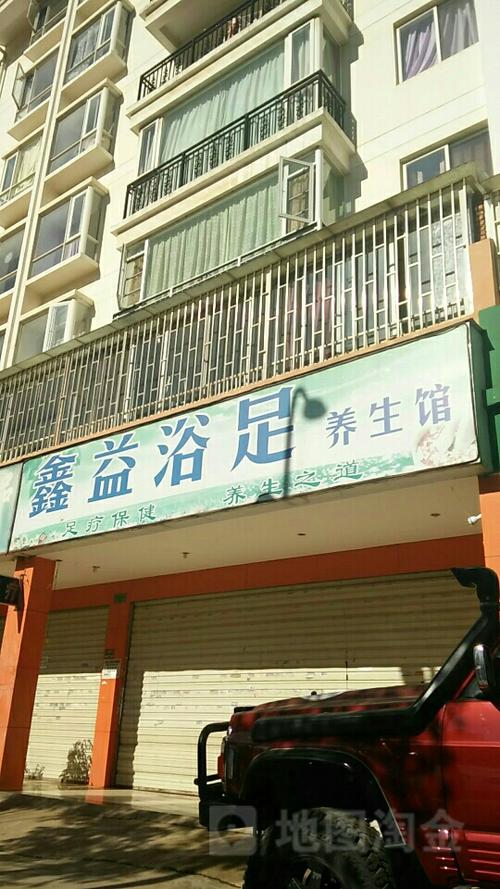 鑫益浴足 养生馆
足疗保健 养生之道
地图淘金